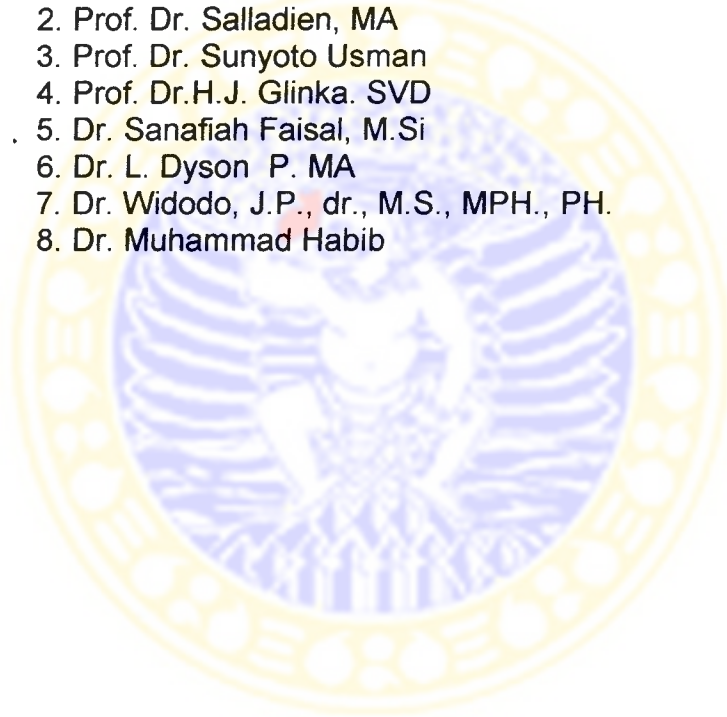 2. Prof. Dr. Salladien, MA
3. Prof. Dr. Sunyoto Usman
4. Prof. Dr.H.J. Glinka. SVD
5. Dr. Sanafiah Faisal, M.Si
6. Dr. L. Dyson P. MA
7. Dr. Widodo, J.P., dr., M.S., MPH., PH.
8. Dr. Muhammad Habib